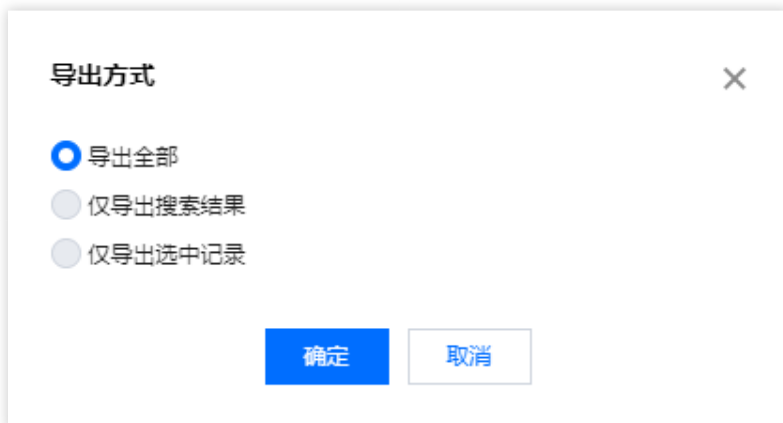 导出方式
导出全部
仅导出搜索结果
仅导出选中记录
确定 取消